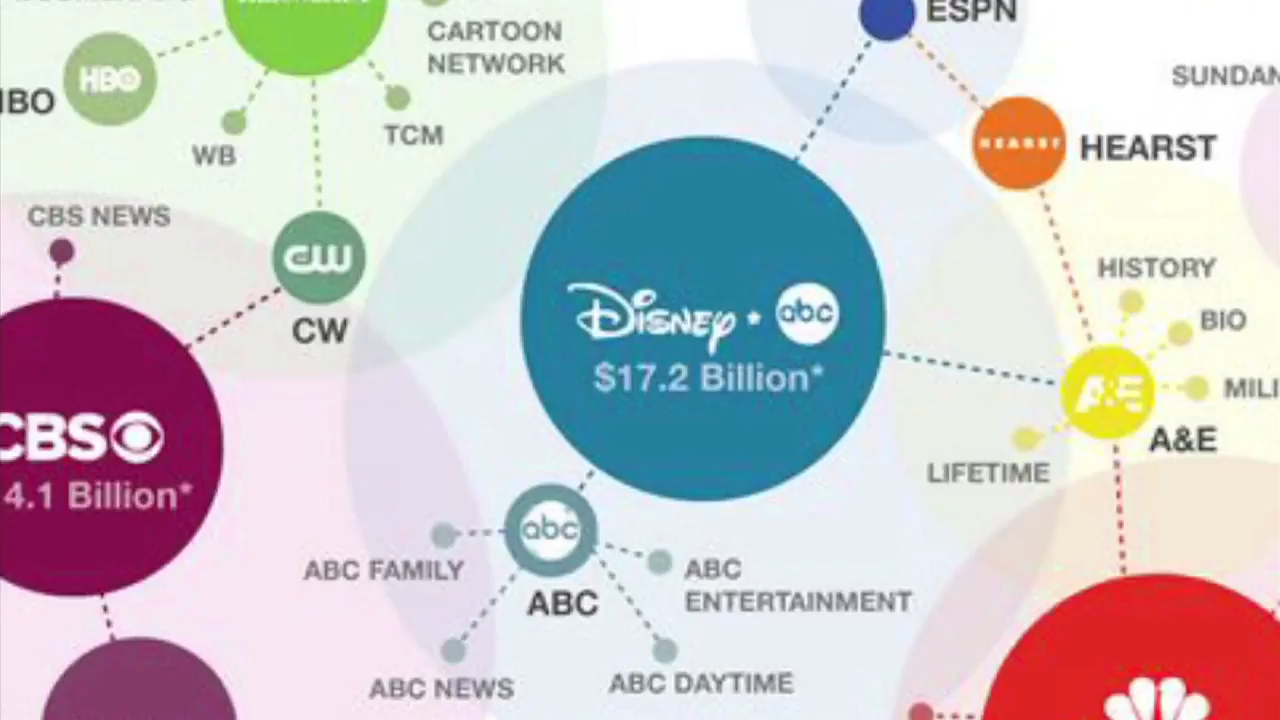 ESPN
CARTOON
NETWORK
HBO
WB
TCM
SUNDAN
HEARST
HEARST
CBS NEWS
CW
CW
HISTORY
BIO
MILI
A&E
A&E
LIFETIME
Disney * abc
$17.2 Billion*
CBS
4.1 Billion*
abc
ABC
ABC FAMILY
ABC
ENTERTAINMENT
ABC NEWS
ABC DAYTIME